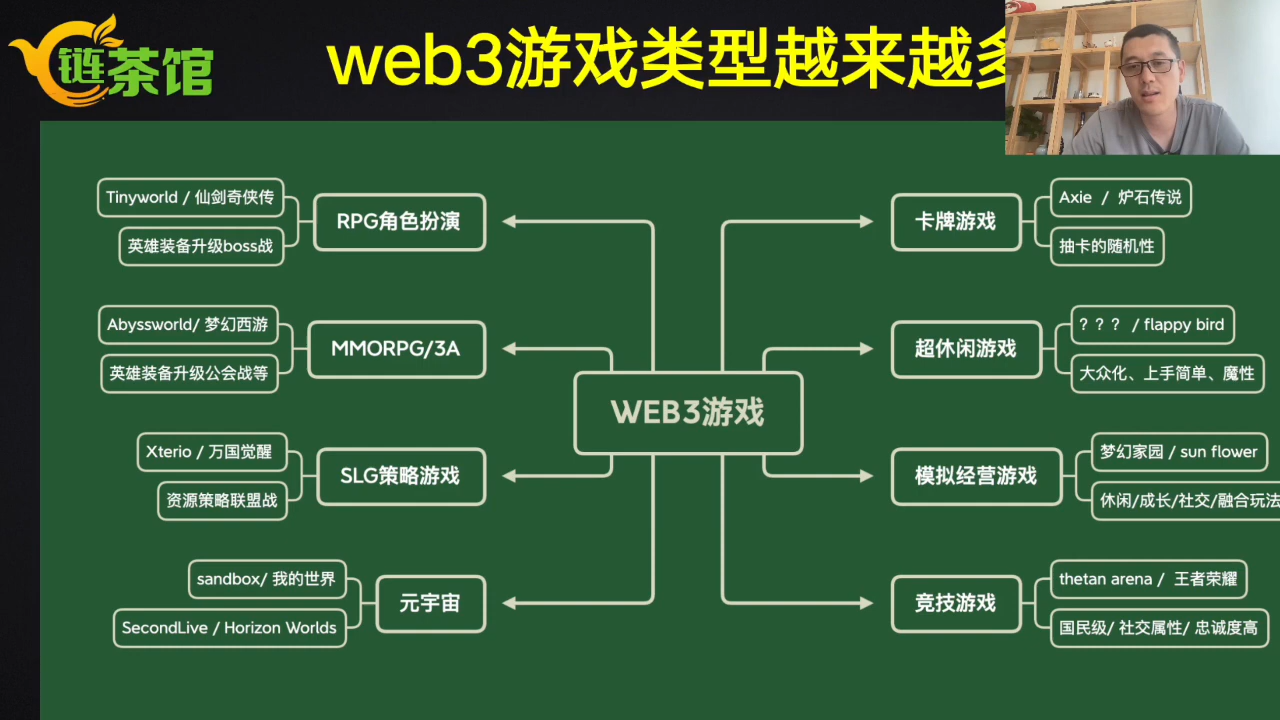 链茶馆
web3游戏类型越来越多
Tinyworld / 仙剑奇侠传
英雄装备升级boss战
RPG角色扮演
Abyssworld/ 梦幻西游
英雄装备升级公会战等
MMORPG/3A
Xterio / 万国觉醒
资源策略联盟战
SLG策略游戏
sandbox/ 我的世界
SecondLive / Horizon Worlds
元宇宙
WEB3游戏
卡牌游戏
Axie / 炉石传说
抽卡的随机性
超休闲游戏
？？？ / flappy bird
大众化、上手简单、魔性
模拟经营游戏
梦幻家园 / sun flower
休闲/成长/社交/融合玩法
竞技游戏
thetan arena / 王者荣耀
国民级/ 社交属性/ 忠诚度高